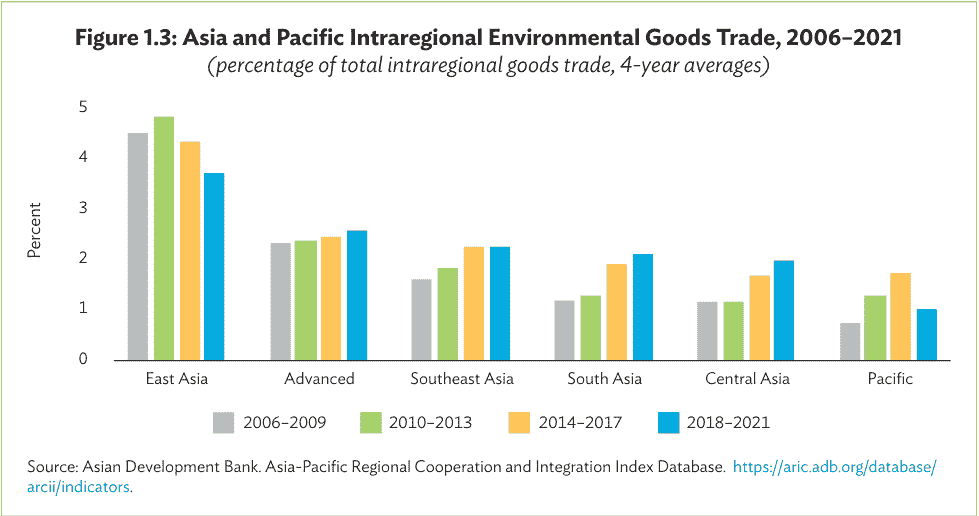 Figure 1.3: Asia and Pacific Intraregional Environmental Goods Trade, 2006–2021
(percentage of total intraregional goods trade, 4-year averages)
5
4
3
2
1
0
Percent
East Asia Advanced Southeast Asia South Asia Central Asia Pacific
2006–2009 2010–2013 2014–2017 2018–2021
Source: Asian Development Bank. Asia-Pacific Regional Cooperation and Integration Index Database. https://aric.adb.org/database/
arcii/indicators.